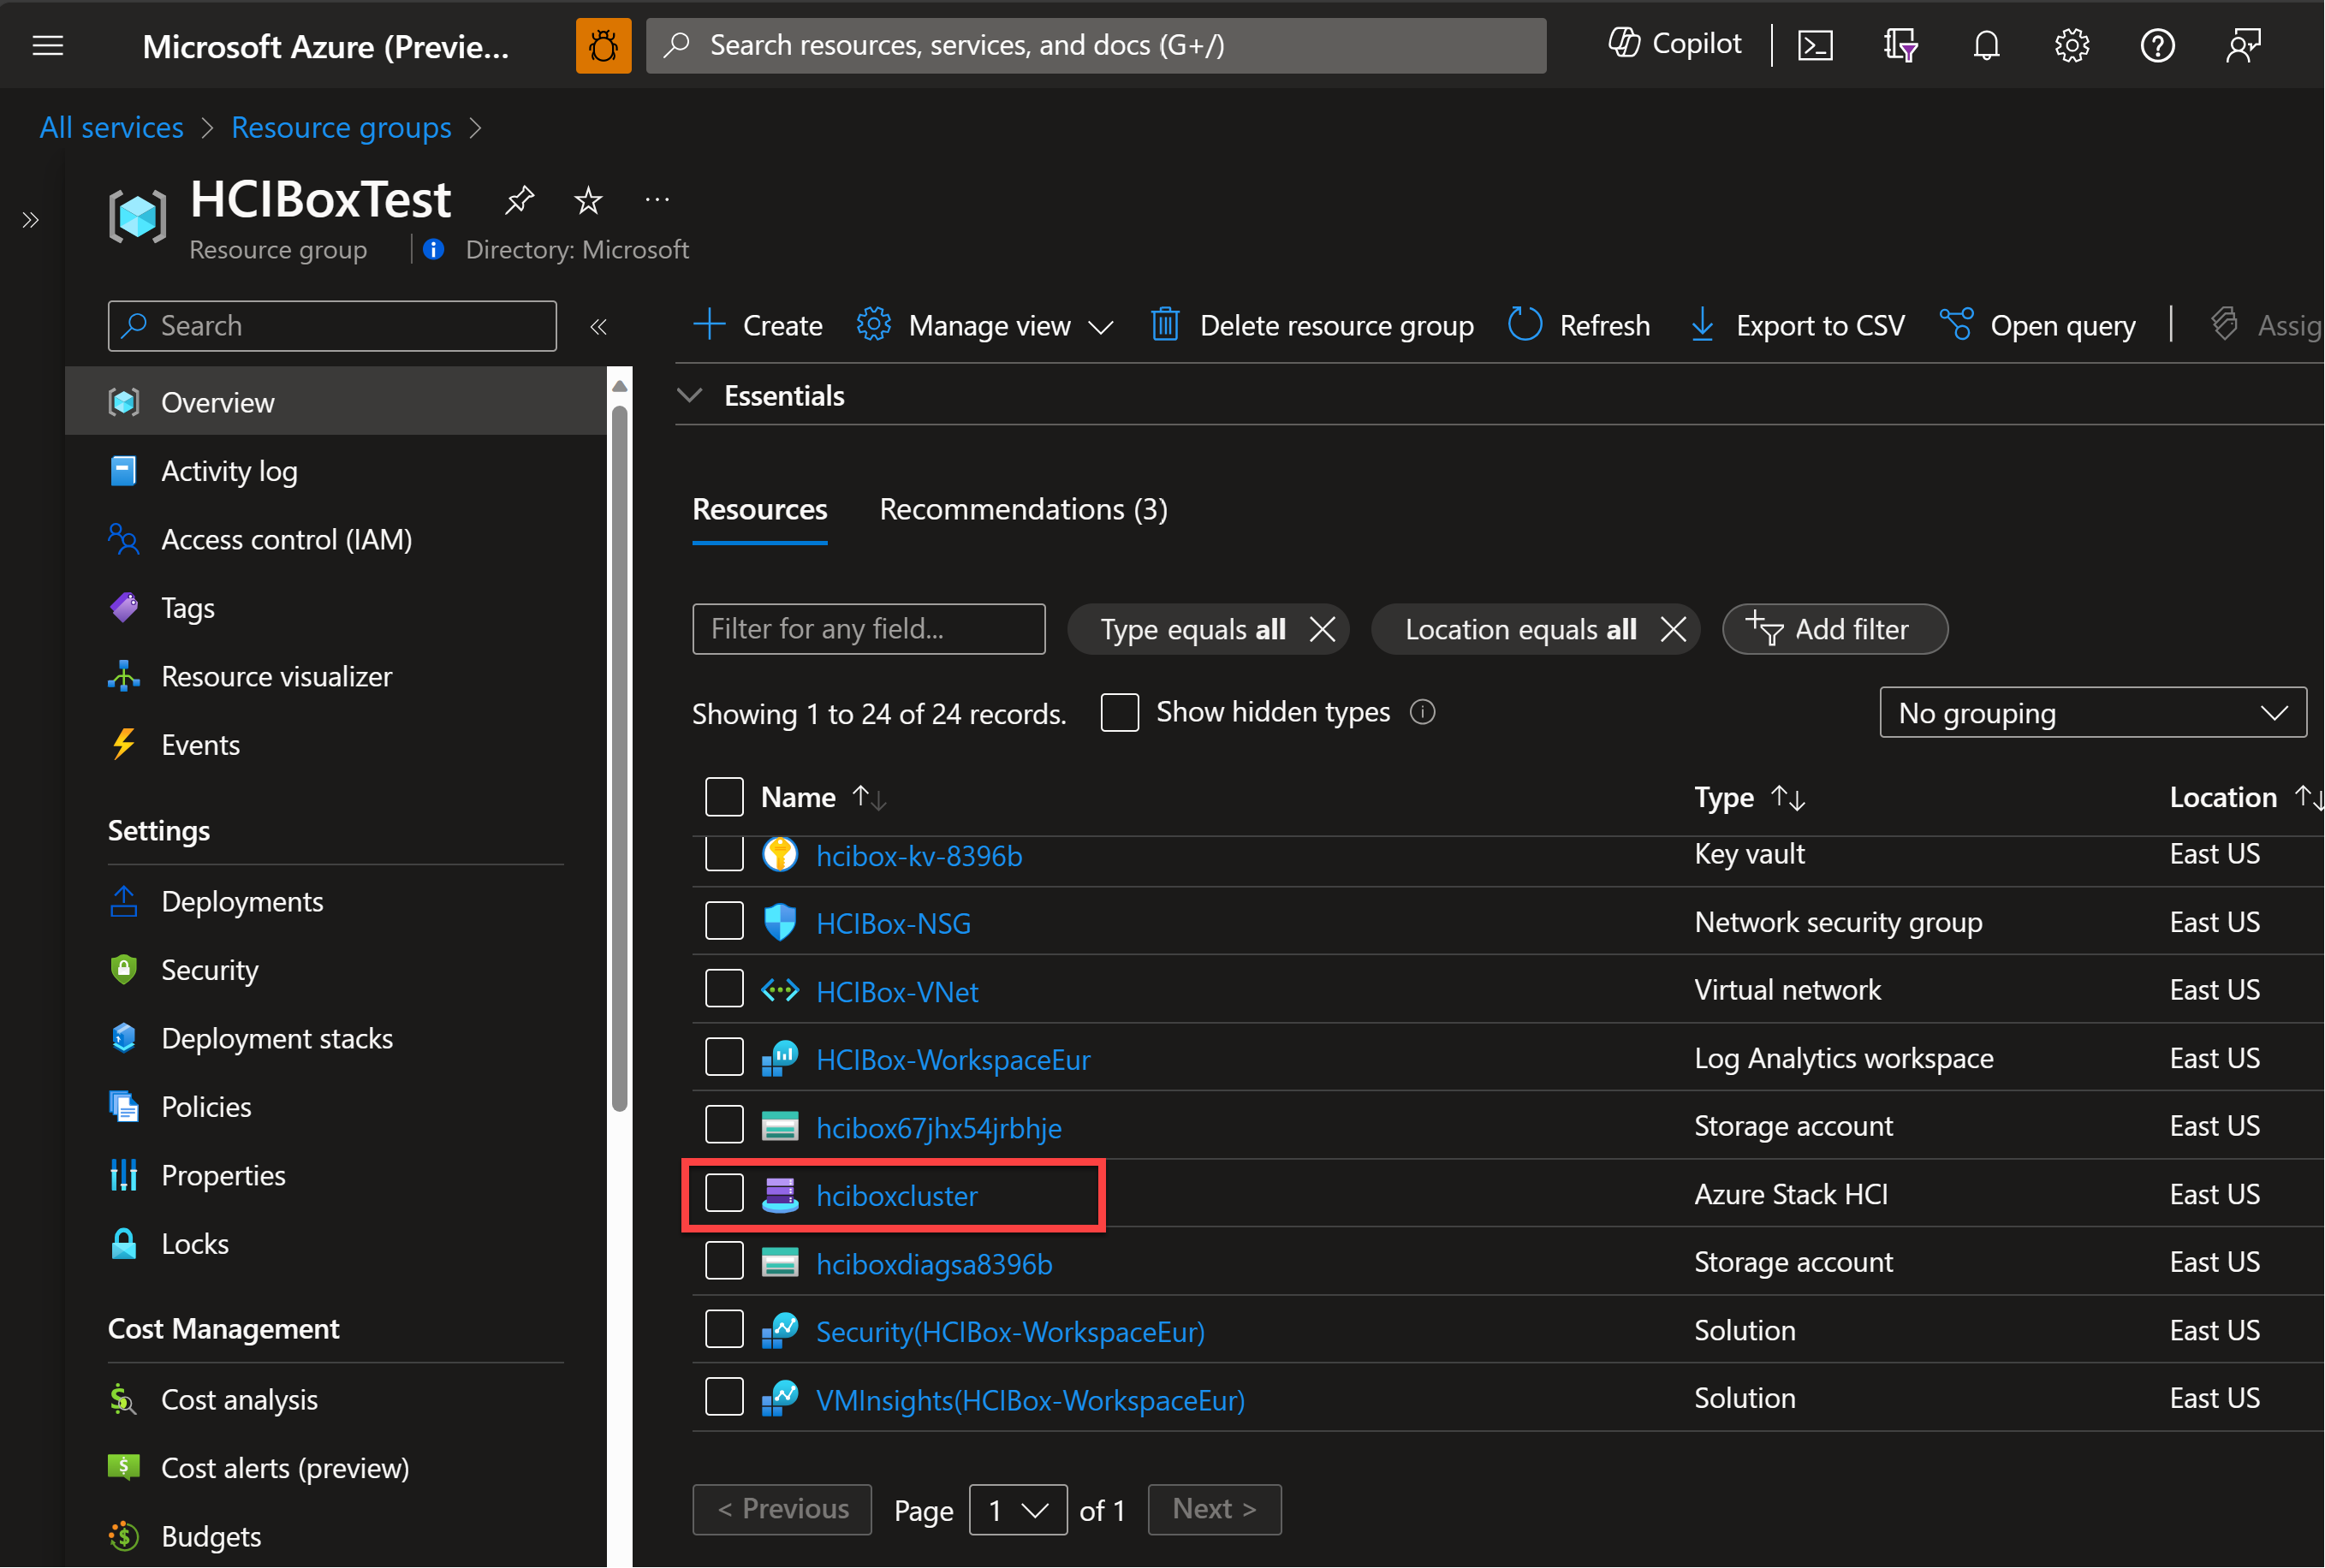 Microsoft Azure (Previe...
Search resources, services, and docs (G+/)
Copilot
All services > Resource groups >
HCIBoxTest
Resource group
Directory: Microsoft
Search
Create
Manage view
Delete resource group
Refresh
Export to CSV
Open query
Assig
Overview
Activity log
Access control (IAM)
Tags
Resource visualizer
Events
Settings
Deployments
Security
Deployment stacks
Policies
Properties
Locks
Cost Management
Cost analysis
Cost alerts (preview)
Budgets
Essentials
Resources
Recommendations (3)
Filter for any field...
Type equals all
Location equals all
Add filter
Showing 1 to 24 of 24 records.
Show hidden types
No grouping
Name Type Location
hcibox-kv-8396b Key vault East US
HCIBox-NSG Network security group East US
HCIBox-VNet Virtual network East US
HCIBox-WorkspaceEur Log Analytics workspace East US
hcibox67jhx54jrbhje Storage account East US
hciboxcluster Azure Stack HCI East US
hciboxdiagsa8396b Storage account East US
Security(HCIBox-WorkspaceEur) Solution East US
VMInsights(HCIBox-WorkspaceEur) Solution East US
< Previous Page 1 of 1 Next >